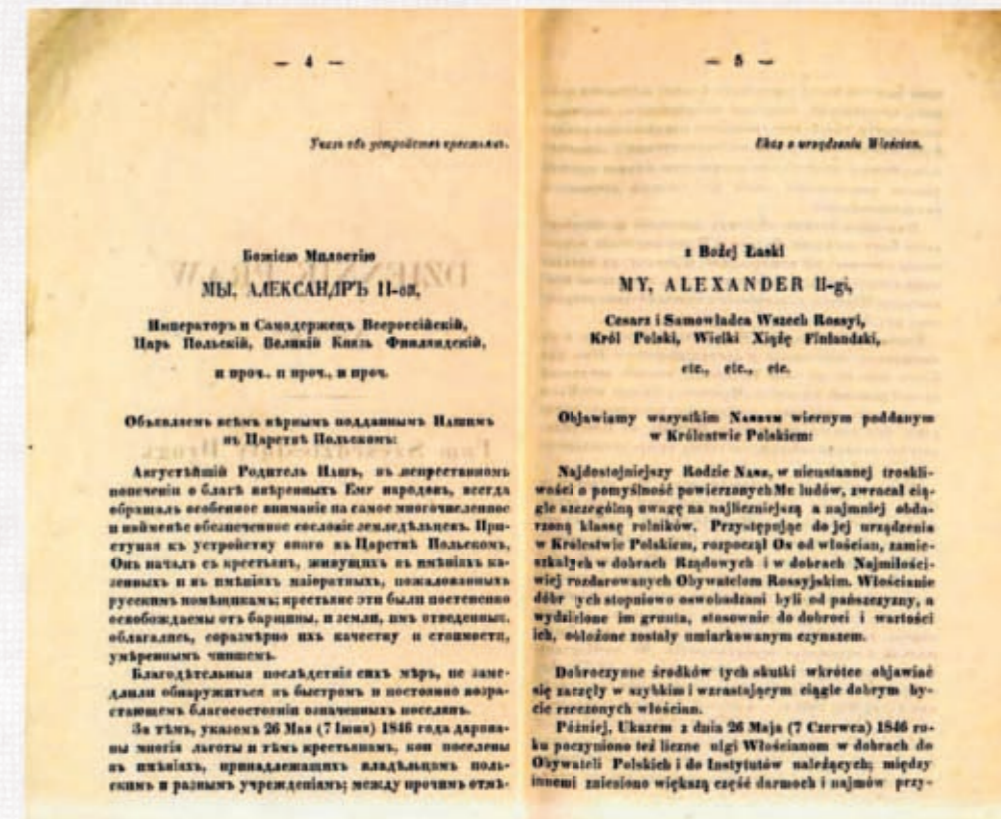 — 4 —
Указъ объ устройствѣ крестьянъ.
Божіею Милостію
МЫ, АЛЕКСАНДРЪ II-ой,
Императоръ и Самодержецъ Всероссійскій,
Царь Польскій, Великій Князь Финляндскій,
и проч., и проч., и проч.
Объявляемъ всѣмъ вѣрнымъ подданнымъ Нашимъ
въ Царствѣ Польскомъ:
Августѣйшій Родитель Нашъ, въ непрестанномъ
попеченіи о благѣ ввѣренныхъ Ему народовъ, всегда
обращалъ особенное вниманіе на самое многочисленное
и наименѣе обезпеченное сословіе земледѣльцевъ. При-
ступая къ устройству онаго въ Царствѣ Польскомъ,
Онъ началъ съ крестьянъ, живущихъ въ имѣніяхъ ка-
зенныхъ и въ имѣніяхъ маіоратныхъ, пожалованныхъ
русскимъ помѣщикамъ; крестьяне эти были постепенно
освобождаемы отъ барщины, и земли, имъ отведенныя,
облагались, соразмѣрно ихъ качеству и стоимости,
умѣреннымъ чиншемъ.
Благодѣтельныя послѣдствія сихъ мѣръ, не заме-
длили обнаружиться въ быстромъ и постоянно возра-
стающемъ благосостояніи означенныхъ поселянъ.
За тѣмъ, указомъ 26 Мая (7 Іюня) 1846 года дарова-
ны многія льготы и тѣмъ крестьянамъ, кои поселены
въ имѣніяхъ, принадлежащихъ владѣльцамъ поль-
скимъ и разнымъ учрежденіямъ; между прочимъ отмѣ-
— 5 —
Ukaz o urządzeniu Włościan.
z Bożej Łaski
MY, ALEXANDER II-gi,
Cesarz i Samowładca Wszech Rossyi,
Król Polski, Wielki Xiążę Finlandski,
etc., etc., etc.
Objawiamy wszystkim Naszym wiernym poddanym
w Królestwie Polskiem:
Najdostojniejszy Rodzic Nasz, w nieustannej troskli-
wości o pomyślność powierzonych Mu ludów, zwracał cią-
gle szczególną uwagę na najliczniejszą a najmniej obda-
rzoną klassę rolników. Przystępując do jej urządzenia
w Królestwie Polskiem, rozpoczął On od włościan, zamie-
szkałych w dobrach Rządowych i w dobrach Najmiłości-
wiej rozdarowanych Obywatelom Rossyjskim. Włościanie
dóbr tych stopniowo oswobadzani byli od pańszczyzny, a
wydzielone im grunta, stosownie do dobroci i wartości
ich, obłożone zostały umiarkowanym czynszem.
Dobroczynne środków tych skutki wkrótce objawiać
się zaczęły w szybkim i wzrastającym ciągle dobrym by-
cie rzeczonych włościan.
Później, Ukazem z dnia 26 Maja (7 Czerwca) 1846 ro-
ku poczyniono też liczne ulgi Włościanom w dobrach do
Obywateli Polskich i do Instytutów należących; między
innemi zniesiono większą część darmoch i najmów przy-